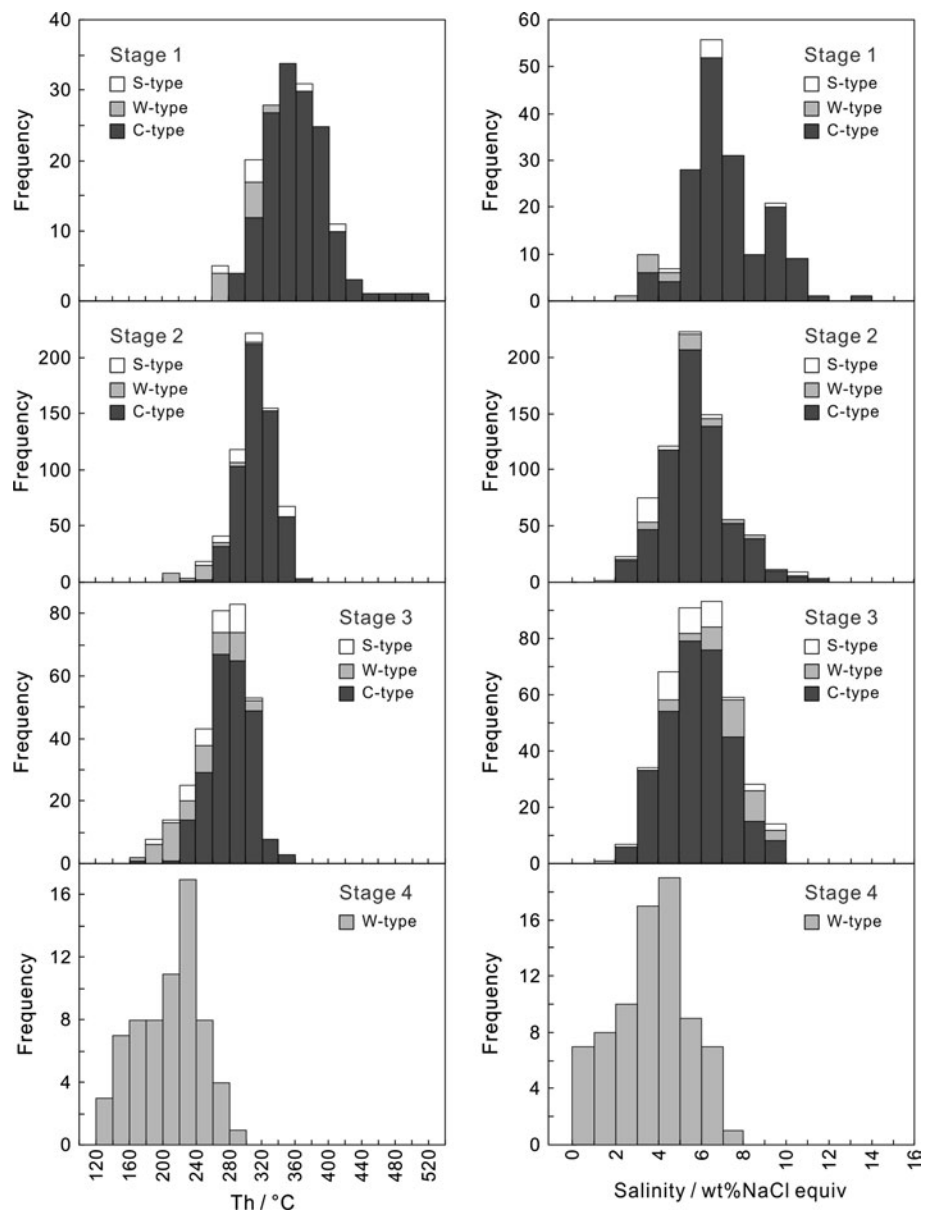 40
30
20
10
0
Frequency
Stage 1
S-type
W-type
C-type
60
50
40
30
20
10
0
Frequency
Stage 1
S-type
W-type
C-type
200
150
100
50
0
Frequency
Stage 2
S-type
W-type
C-type
200
150
100
50
0
Frequency
Stage 2
S-type
W-type
C-type
80
60
40
20
0
Frequency
Stage 3
S-type
W-type
C-type
80
60
40
20
0
Frequency
Stage 3
S-type
W-type
C-type
16
12
8
4
0
Frequency
Stage 4
W-type
120 160 200 240 280 320 360 400 440 480 520
Th / °C
16
12
8
4
0
Frequency
Stage 4
W-type
0 2 4 6 8 10 12 14 16
Salinity / wt%NaCl equiv